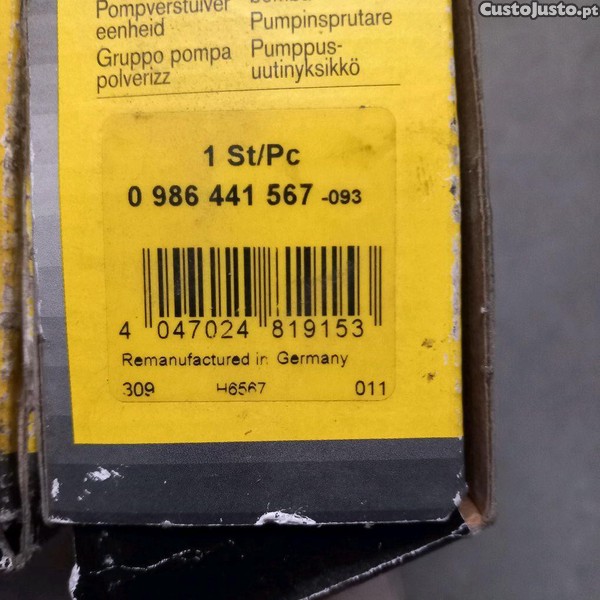 CustoJusto.pt
Pompverstuiver
eenheid
Gruppo pompa
polverizz
Pumpinsprutare
Pumppus-
uutinyksikkö
1 St/Pc
0 986 441 567 -093
4 047024 819153
Remanufactured in Germany
309 H6567 011